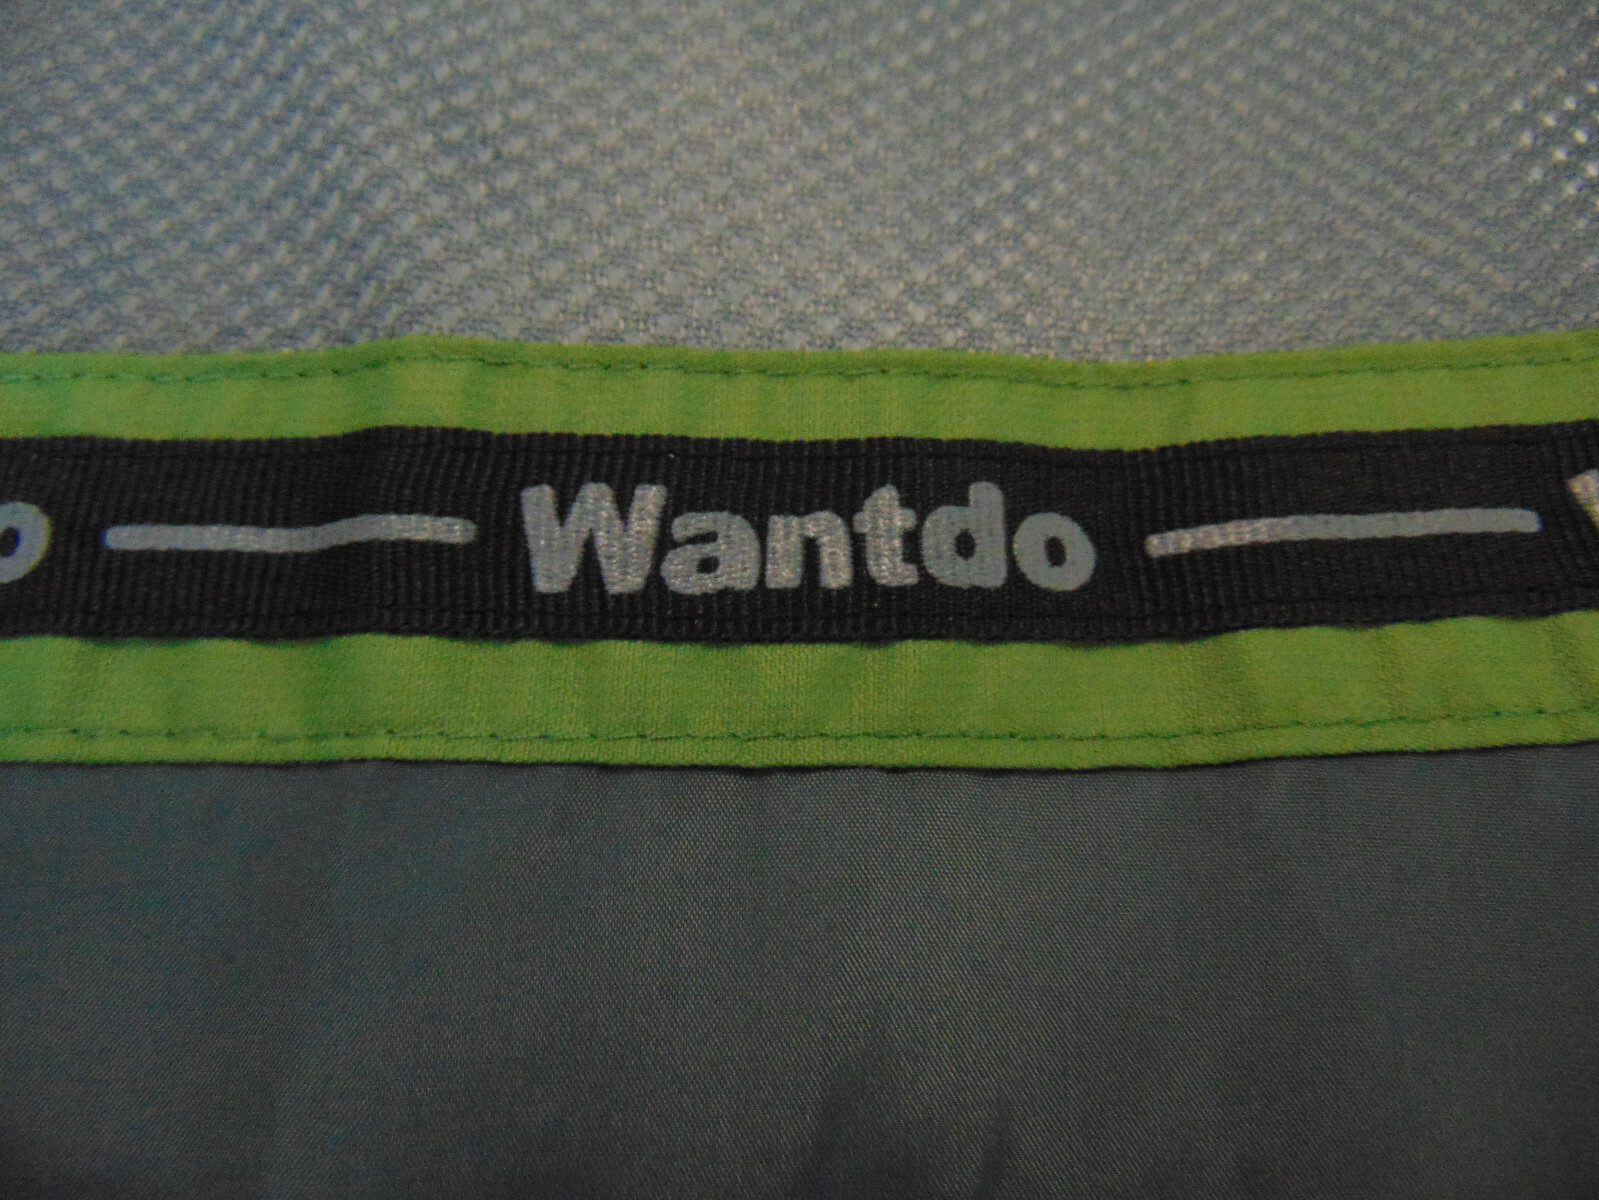 o — Wantdo — W